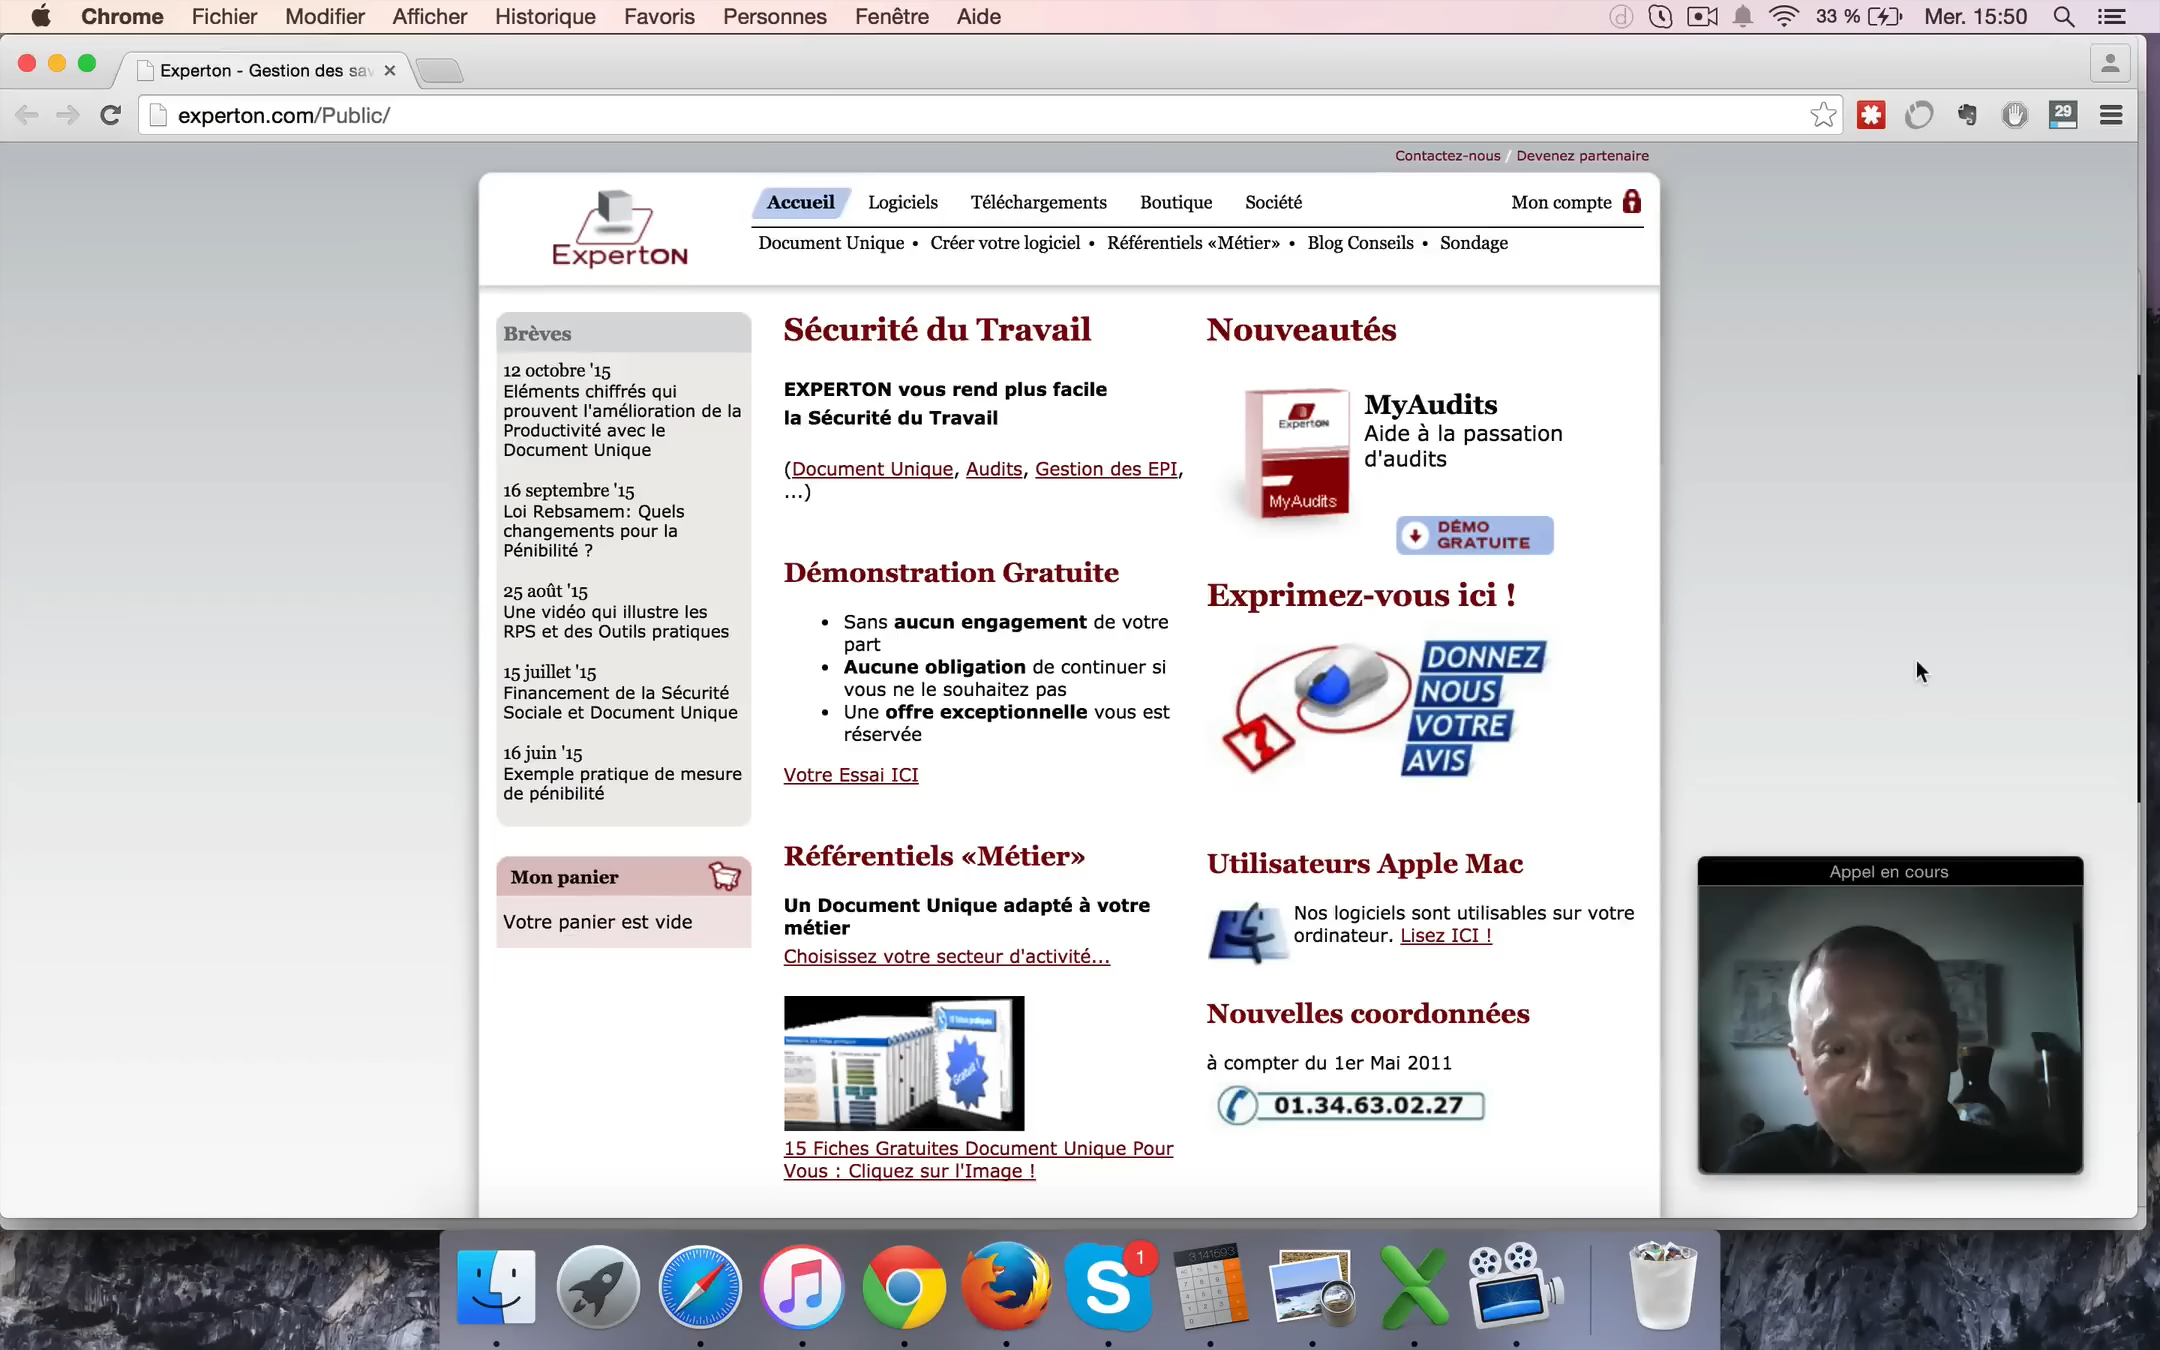 Chrome Fichier Modifier Afficher Historique Favoris Personnes Fenêtre Aide
33 % Mer. 15:50
Experton - Gestion des sav
experton.com/Public/
29
Contactez-nous / Devenez partenaire
ExpertON
Accueil Logiciels Téléchargements Boutique Société Mon compte
Document Unique • Créer votre logiciel • Référentiels «Métier» • Blog Conseils • Sondage
Brèves
12 octobre '15
Eléments chiffrés qui
prouvent l'amélioration de la
Productivité avec le
Document Unique
16 septembre '15
Loi Rebsamem: Quels
changements pour la
Pénibilité ?
25 août '15
Une vidéo qui illustre les
RPS et des Outils pratiques
15 juillet '15
Financement de la Sécurité
Sociale et Document Unique
16 juin '15
Exemple pratique de mesure
de pénibilité
Mon panier
Votre panier est vide
Sécurité du Travail
EXPERTON vous rend plus facile
la Sécurité du Travail
(Document Unique, Audits, Gestion des EPI,
...)
Démonstration Gratuite
• Sans aucun engagement de votre
part
• Aucune obligation de continuer si
vous ne le souhaitez pas
• Une offre exceptionnelle vous est
réservée
Votre Essai ICI
Référentiels «Métier»
Un Document Unique adapté à votre
métier
Choisissez votre secteur d'activité...
Gratuit !
15 Fiches Gratuites Document Unique Pour
Vous : Cliquez sur l'Image !
Nouveautés
ExpertON
MyAudits
MyAudits
Aide à la passation
d'audits
DÉMO
GRATUITE
Exprimez-vous ici !
DONNEZ
NOUS
VOTRE
AVIS
Utilisateurs Apple Mac
Nos logiciels sont utilisables sur votre
ordinateur. Lisez ICI !
Nouvelles coordonnées
à compter du 1er Mai 2011
01.34.63.02.27
Appel en cours
1
3.141593